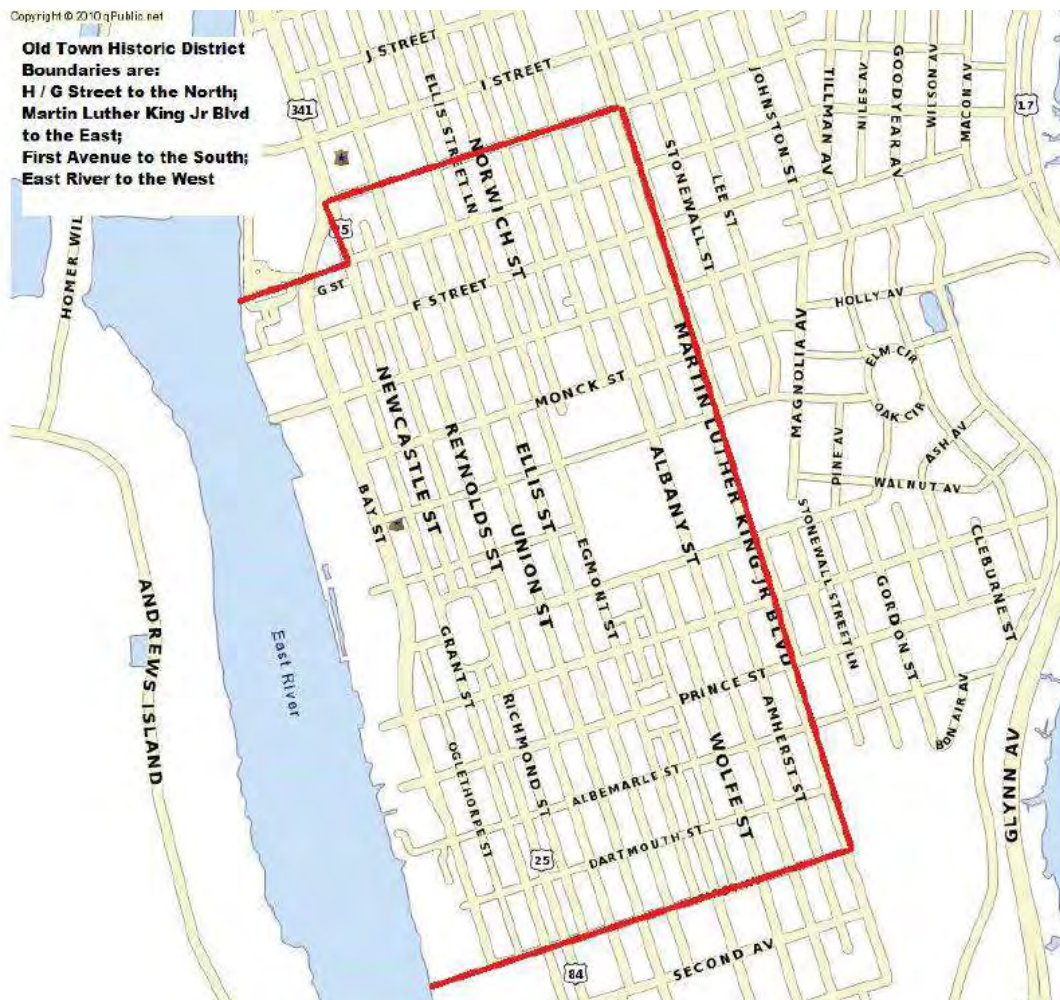 Copyright © 2010 qPublic.net
Old Town Historic District
Boundaries are:
H / G Street to the North;
Martin Luther King Jr Blvd
to the East;
First Avenue to the South;
East River to the West
J STREET
I STREET
341
ELLIS STREET LN
NORWICH ST
JOHNSTON ST
TILLMAN AV
NILES AV
GOODYEAR AV
WILSON AV
MACON AV
17
STONEWALL ST
LEE ST
25
G ST
F STREET
HOMER WIL
HOLLY AV
ELM CIR
OAK CIR
MAGNOLIA AV
MARTIN LUTHER KING JR BLVD
MONCK ST
NEWCASTLE ST
REYNOLDS ST
ELLIS ST
UNION ST
ALBANY ST
PINE AV
ASH AV
WALNUT AV
BAY ST
EGMONT ST
STONEWALL STREET LN
GORDON ST
CLEBURNE ST
ANDREWS ISLAND
East River
GRANT ST
RICHMOND ST
PRINCE ST
AMHERST ST
BON AIR AV
OGLETHORPE ST
ALBEMARLE ST
WOLFE ST
GLYNN AV
25
DARTMOUTH ST
84
SECOND AV